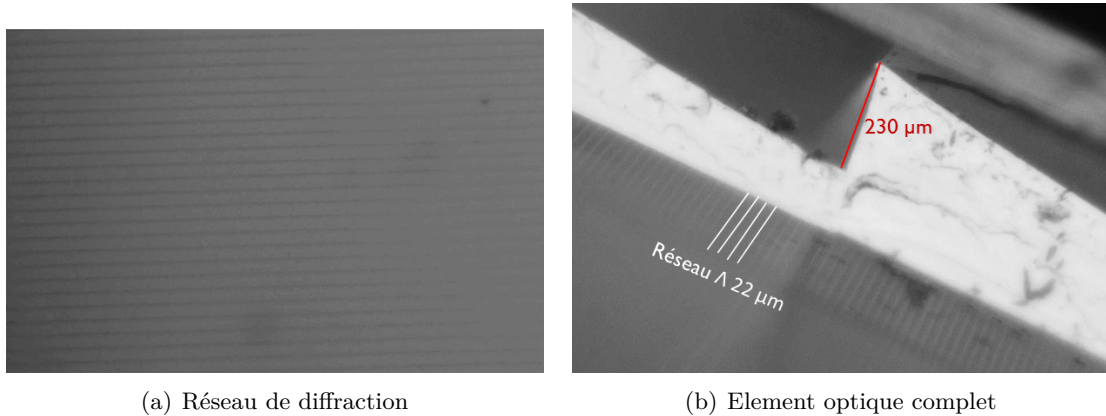 230 µm
Réseau Λ 22 µm
(a) Réseau de diffraction
(b) Element optique complet